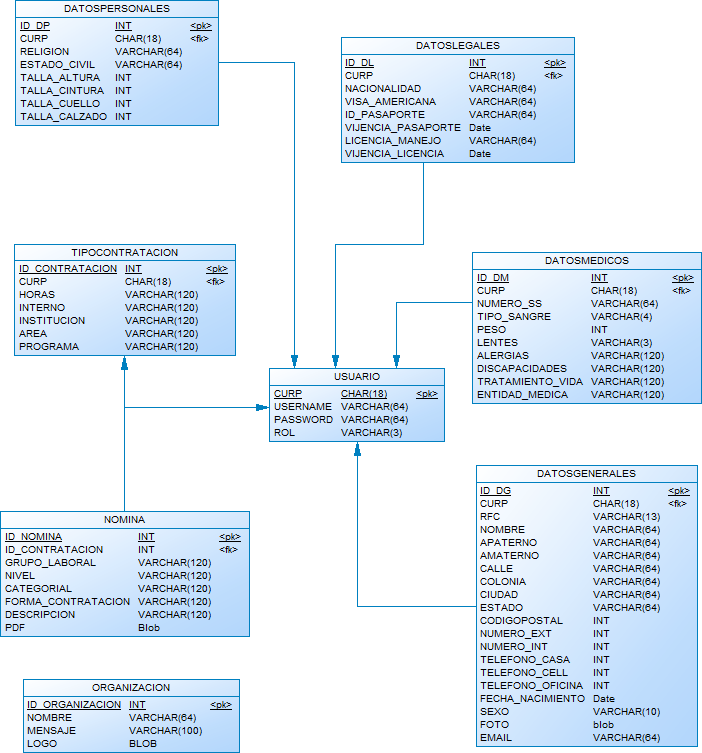 DATOSPERSONALES
ID_DP INT <pk>
CURP CHAR(18) <fk>
RELIGION VARCHAR(64)
ESTADO_CIVIL VARCHAR(64)
TALLA_ALTURA INT
TALLA_CINTURA INT
TALLA_CUELLO INT
TALLA_CALZADO INT
DATOSLEGALES
ID_DL INT <pk>
CURP CHAR(18) <fk>
NACIONALIDAD VARCHAR(64)
VISA_AMERICANA VARCHAR(64)
ID_PASAPORTE VARCHAR(64)
VIJENCIA_PASAPORTE Date
LICENCIA_MANEJO VARCHAR(64)
VIJENCIA_LICENCIA Date
TIPOCONTRATACION
ID_CONTRATACION INT <pk>
CURP CHAR(18) <fk>
HORAS VARCHAR(120)
INTERNO VARCHAR(120)
INSTITUCION VARCHAR(120)
AREA VARCHAR(120)
PROGRAMA VARCHAR(120)
DATOSMEDICOS
ID_DM INT <pk>
CURP CHAR(18) <fk>
NUMERO_SS VARCHAR(64)
TIPO_SANGRE VARCHAR(4)
PESO INT
LENTES VARCHAR(3)
ALERGIAS VARCHAR(120)
DISCAPACIDADES VARCHAR(120)
TRATAMIENTO_VIDA VARCHAR(120)
ENTIDAD_MEDICA VARCHAR(120)
USUARIO
CURP CHAR(18) <pk>
USERNAME VARCHAR(64)
PASSWORD VARCHAR(64)
ROL VARCHAR(3)
DATOSGENERALES
ID_DG INT <pk>
CURP CHAR(18) <fk>
RFC VARCHAR(13)
NOMBRE VARCHAR(64)
APATERNO VARCHAR(64)
AMATERNO VARCHAR(64)
CALLE VARCHAR(64)
COLONIA VARCHAR(64)
CIUDAD VARCHAR(64)
ESTADO VARCHAR(64)
CODIGOPOSTAL INT
NUMERO_EXT INT
NUMERO_INT INT
TELEFONO_CASA INT
TELEFONO_CELL INT
TELEFONO_OFICINA INT
FECHA_NACIMIENTO Date
SEXO VARCHAR(10)
FOTO blob
EMAIL VARCHAR(64)
NOMINA
ID_NOMINA INT <pk>
ID_CONTRATACION INT <fk>
GRUPO_LABORAL VARCHAR(120)
NIVEL VARCHAR(120)
CATEGORIAL VARCHAR(120)
FORMA_CONTRATACION VARCHAR(120)
DESCRIPCION VARCHAR(120)
PDF Blob
ORGANIZACION
ID_ORGANIZACION INT <pk>
NOMBRE VARCHAR(64)
MENSAJE VARCHAR(100)
LOGO BLOB